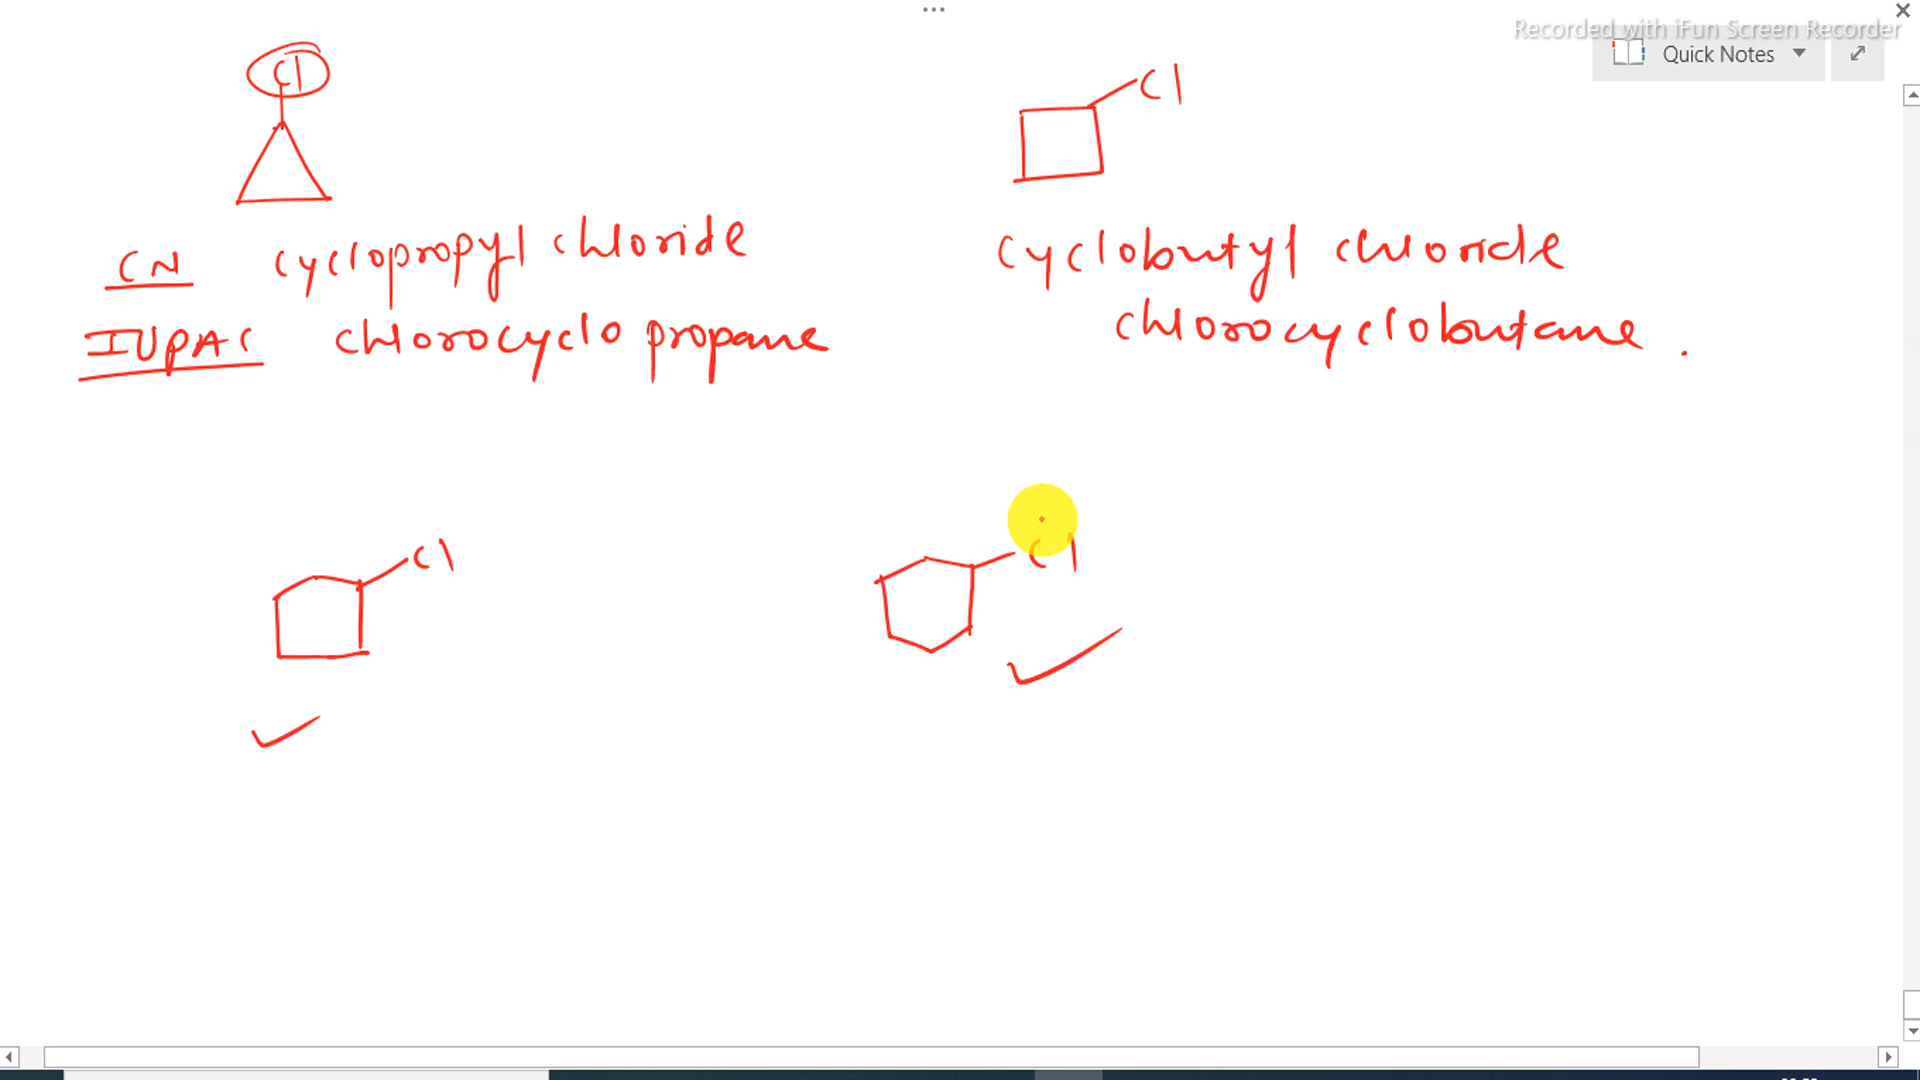 Recorded with iFun Screen Recorder
Quick Notes
Cl
Cl
CN cyclopropyl chloride
cyclobutyl chloride
IUPAC chlorocyclo propane
chlorocyclobutane.
Cl
Cl